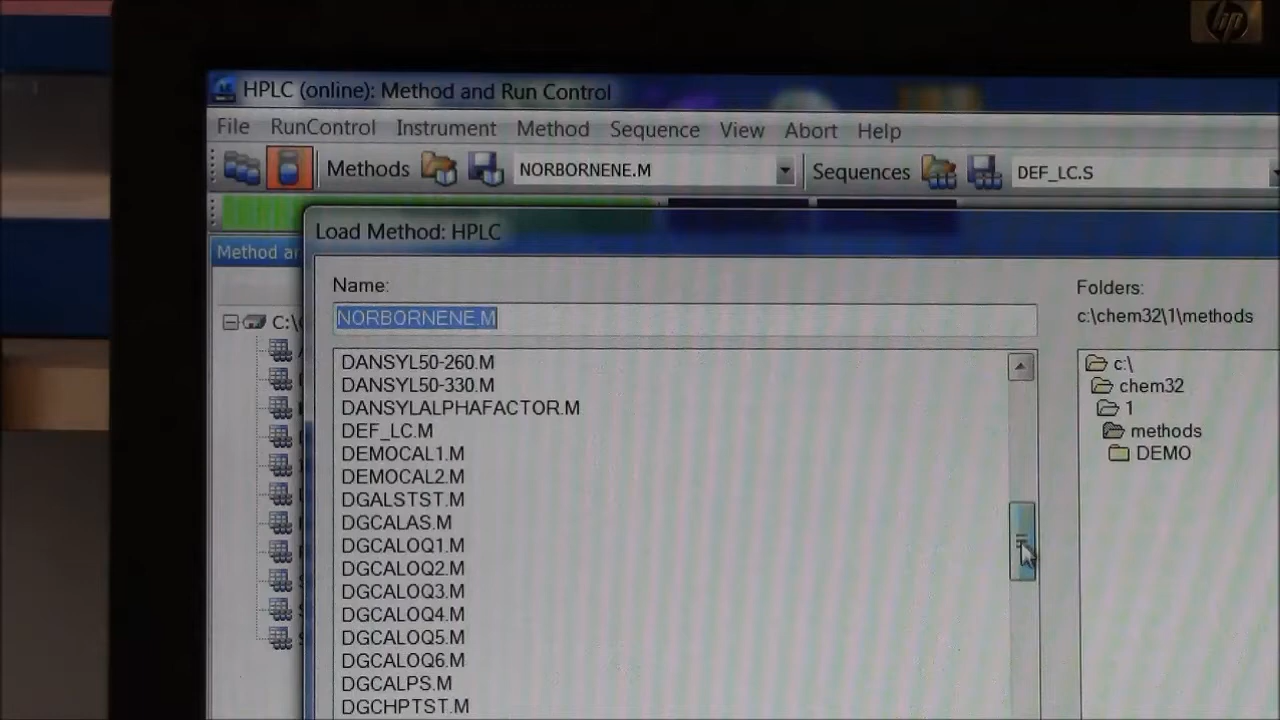 hp
HPLC (online): Method and Run Control
File RunControl Instrument Method Sequence View Abort Help
Methods NORBORNENE.M Sequences DEF_LC.S
Load Method: HPLC
Method
Name:
Folders:
NORBORNENE.M
c:\chem32\1\methods
C:\
DANSYL50-260.M
DANSYL50-330.M
DANSYLALPHAFACTOR.M
DEF_LC.M
DEMOCAL1.M
DEMOCAL2.M
DGALSTST.M
DGCALAS.M
DGCALOQ1.M
DGCALOQ2.M
DGCALOQ3.M
DGCALOQ4.M
DGCALOQ5.M
DGCALOQ6.M
DGCALPS.M
DGCHPTST.M
c:\
chem32
1
methods
DEMO